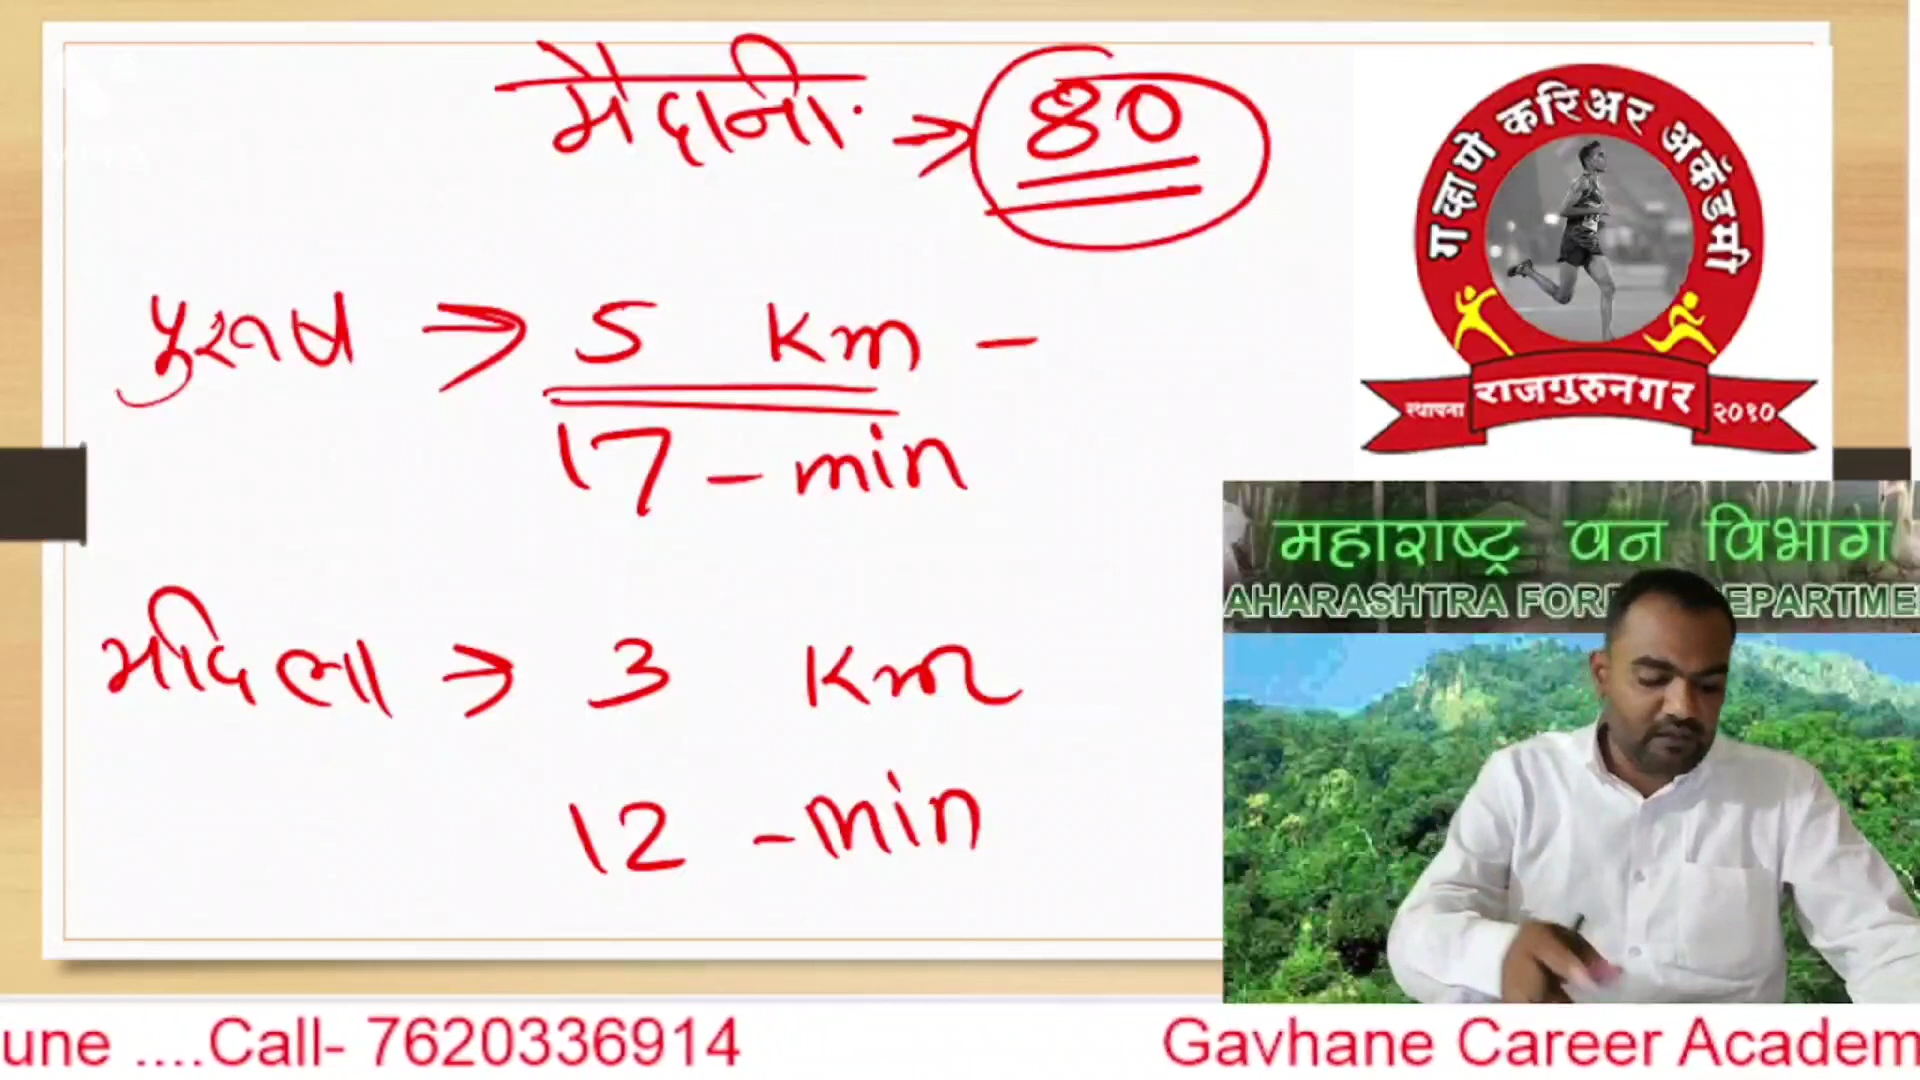 मैदानी → 80
पुरुष → 5 Km -
17 - min
महिला → 3 Km
12 - min
गव्हाणे करिअर अकॅडमी
राजगुरुनगर
स्थापना २०१०
महाराष्ट्र वन विभाग
AHARASHTRA FOR EPARTME
une ....Call- 7620336914
Gavhane Career Academ